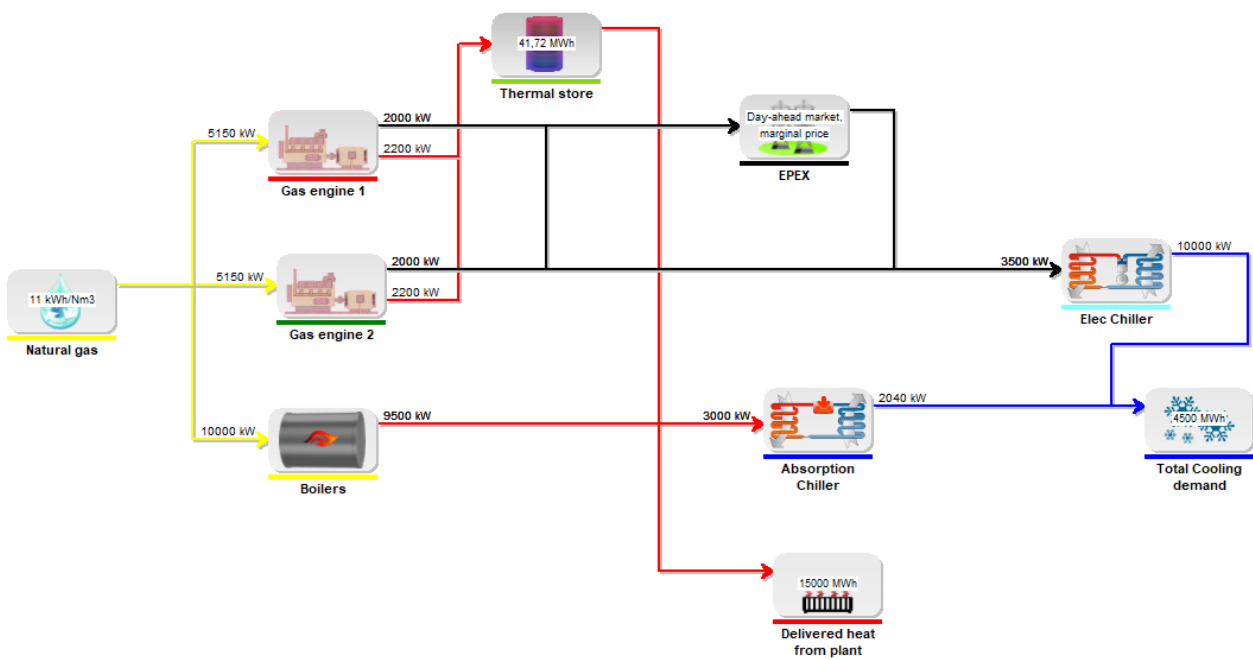 41,72 MWh
Thermal store
5150 kW
2000 kW
2200 kW
Gas engine 1
Day-ahead market,
marginal price
EPEX
11 kWh/Nm3
Natural gas
5150 kW
2000 kW
2200 kW
Gas engine 2
3500 kW
10000 kW
Elec Chiller
10000 kW
9500 kW
Boilers
3000 kW
2040 kW
Absorption
Chiller
4500 MWh
Total Cooling
demand
15000 MWh
Delivered heat
from plant